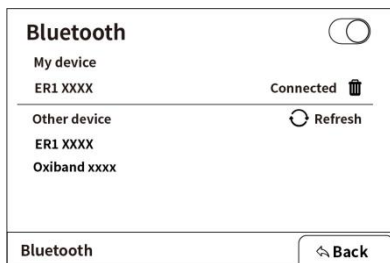 Bluetooth
My device
ER1 XXXX Connected
Other device Refresh
ER1 XXXX
Oxiband xxxx
Bluetooth Back